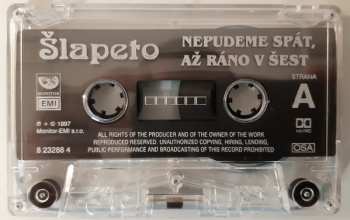 Šlapeto
NEPUDEME SPÁT,
AŽ RÁNO V ŠEST
STRANA
A
MONITOR
EMI
℗ + © 1997
Monitor-EMI s.r.o.
8 23288 4
ALL RIGHTS OF THE PRODUCER AND OF THE OWNER OF THE WORK
REPRODUCED RESERVED. UNAUTHORIZED COPYING, HIRING, LENDING,
PUBLIC PERFORMANCE AND BROADCASTING OF THIS RECORD PROHIBITED
OSA